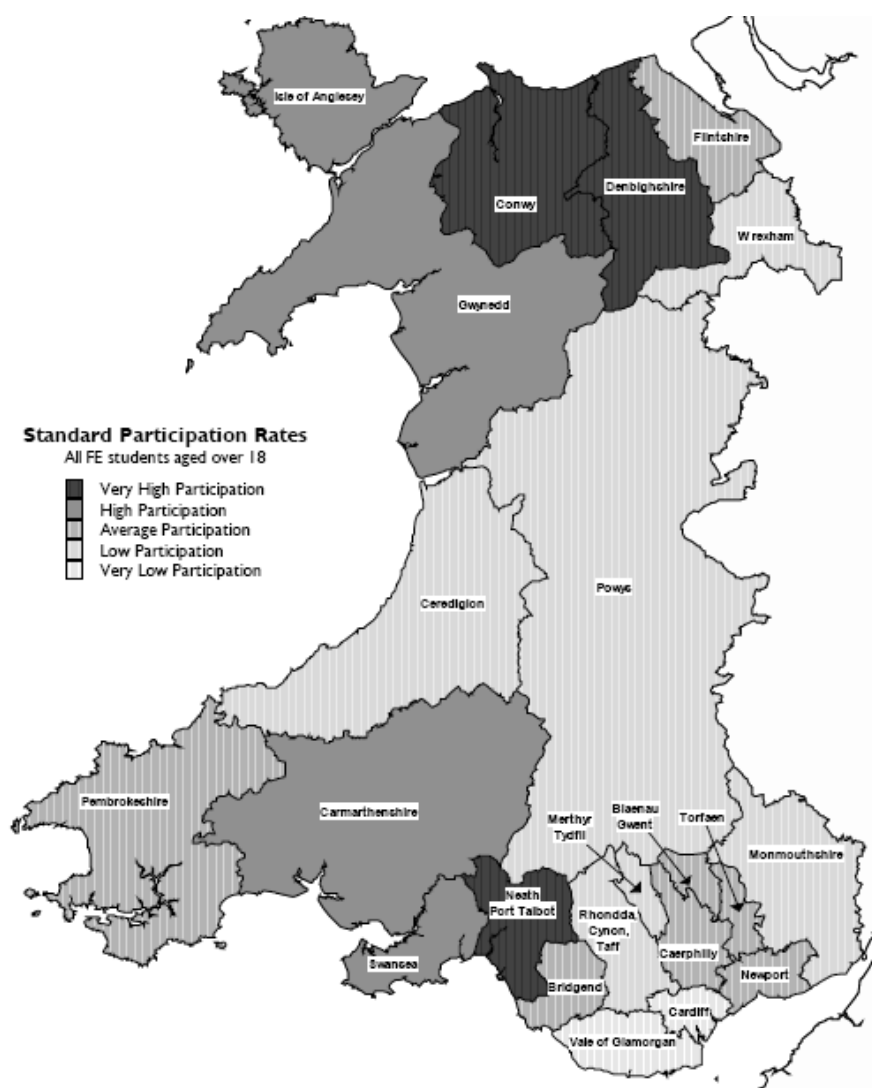 Isle of Anglesey
Flintshire
Denbighshire
Conwy
Wrexham
Gwynedd
Standard Participation Rates
All FE students aged over 18
Very High Participation
High Participation
Average Participation
Low Participation
Very Low Participation
Ceredigion
Powys
Pembrokeshire
Carmarthenshire
Merthyr
Tydfil
Blaenau
Gwent
Torfaen
Monmouthshire
Neath
Port Talbot
Rhondda,
Cynon,
Taff
Caerphilly
Swansea
Bridgend
Newport
Cardiff
Vale of Glamorgan